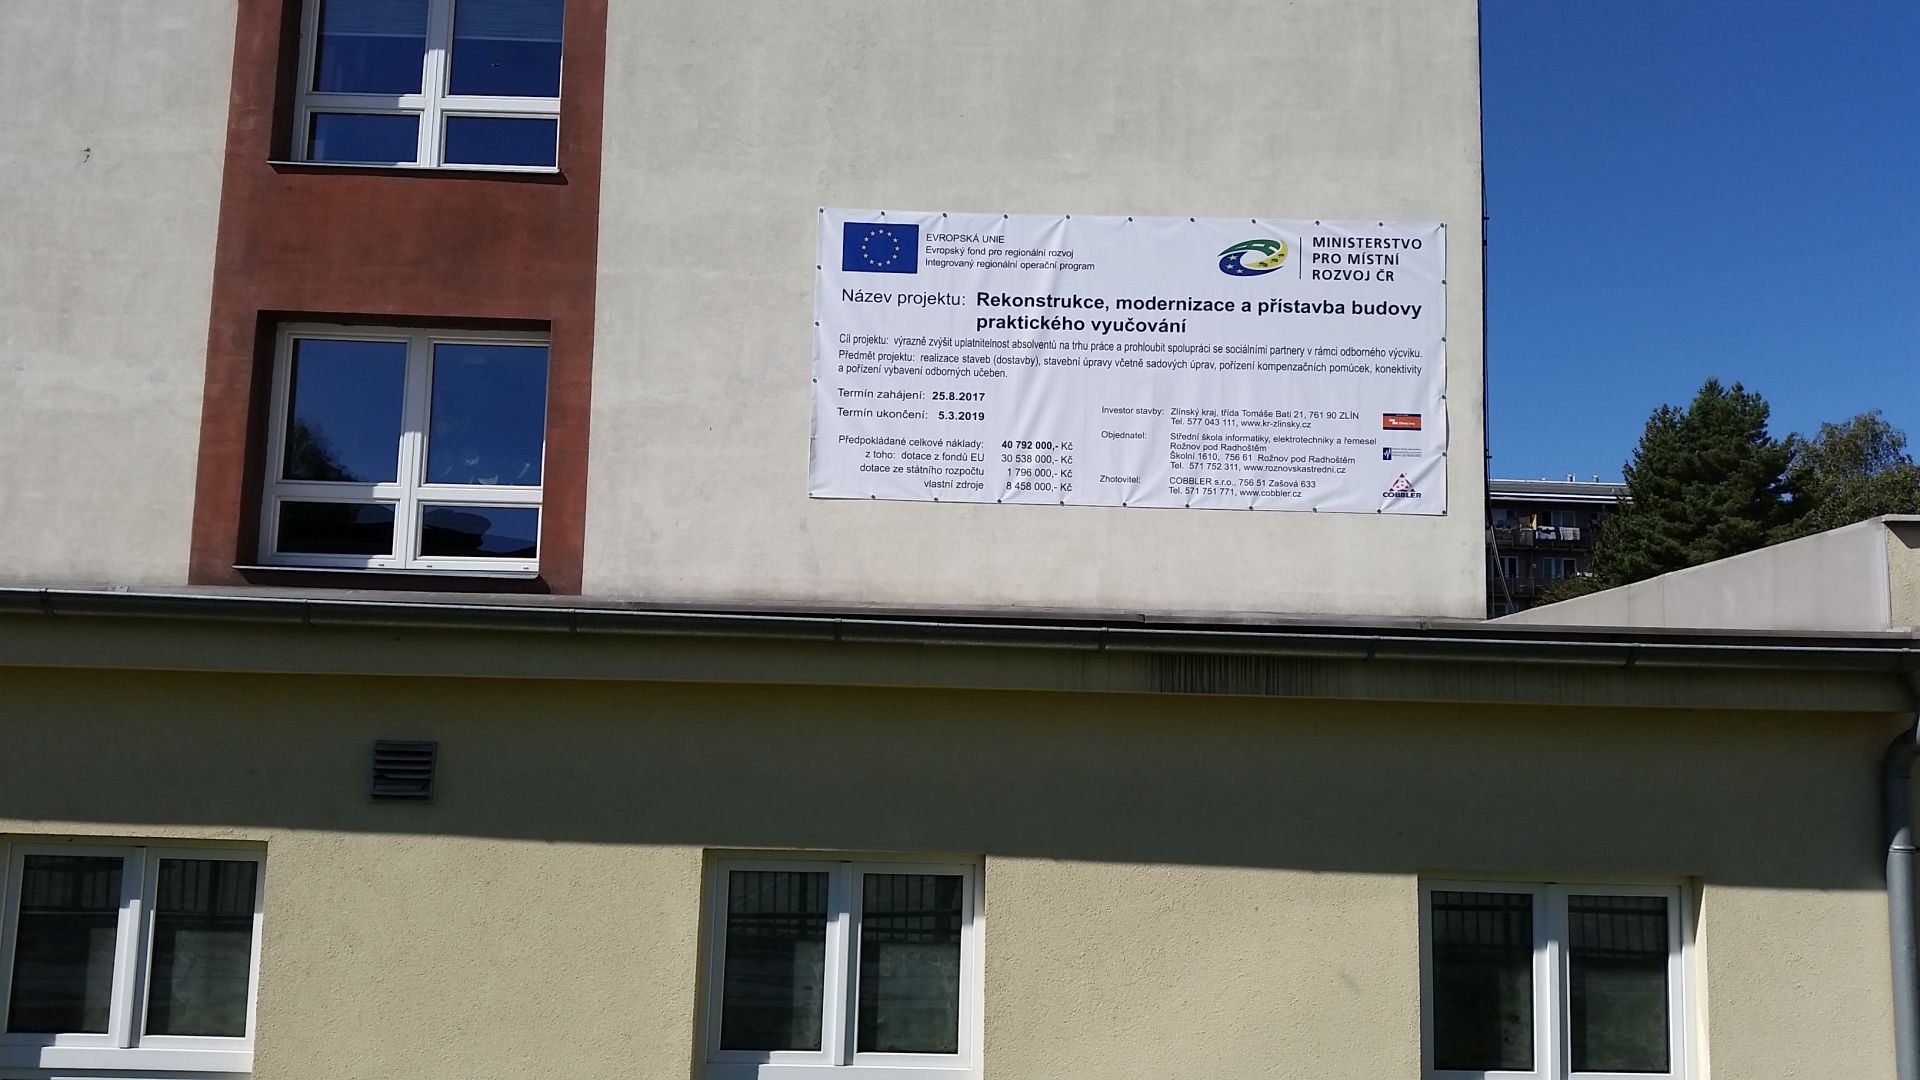 EVROPSKÁ UNIE
Evropský fond pro regionální rozvoj
Integrovaný regionální operační program
MINISTERSTVO
PRO MÍSTNÍ
ROZVOJ ČR
Název projektu: Rekonstrukce, modernizace a přístavba budovy
praktického vyučování
Cíl projektu: výrazně zvýšit uplatnitelnost absolventů na trhu práce a prohloubit spolupráci se sociálními partnery v rámci odborného výcviku.
Předmět projektu: realizace staveb (dostavby), stavební úpravy včetně sadových úprav, pořízení kompenzačních pomůcek, konektivity
a pořízení vybavení odborných učeben.
Termín zahájení: 25.8.2017
Termín ukončení: 5.3.2019
Předpokládané celkové náklady: 40 792 000,- Kč
z toho: dotace z fondů EU 30 538 000,- Kč
dotace ze státního rozpočtu 1 796 000,- Kč
vlastní zdroje 8 458 000,- Kč
Investor stavby: Zlínský kraj, třída Tomáše Bati 21, 761 90 ZLÍN
Tel. 577 043 111, www.kr-zlinsky.cz
Objednatel: Střední škola informatiky, elektrotechniky a řemesel
Rožnov pod Radhoštěm
Školní 1610, 756 61 Rožnov pod Radhoštěm
Tel. 571 752 311, www.roznovskastredni.cz
Zhotovitel: COBBLER s.r.o., 756 51 Zašová 633
Tel. 571 751 771, www.cobbler.cz
COBBLER